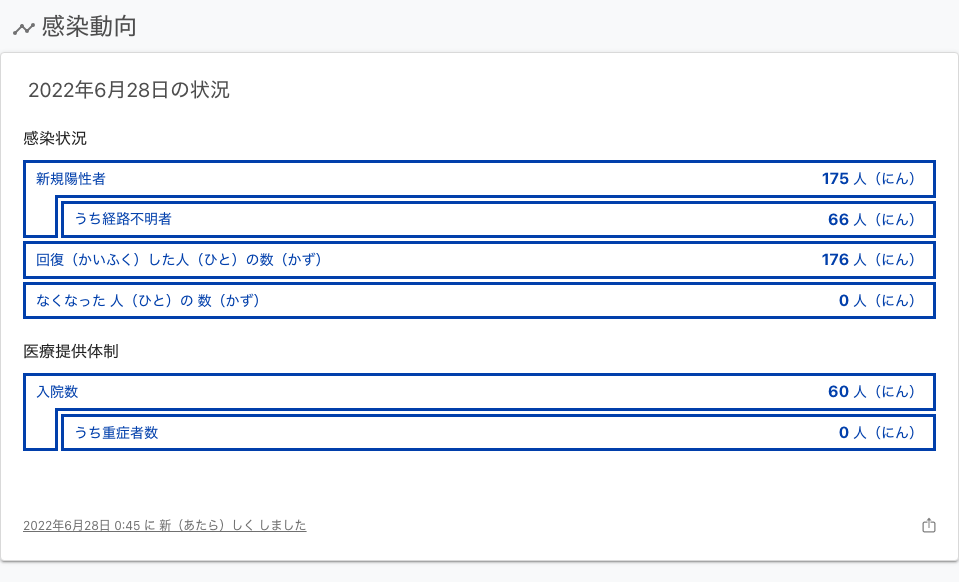 感染動向
2022年6月28日の状況
感染状況
新規陽性者 175 人（にん）
うち経路不明者 66 人（にん）
回復（かいふく）した人（ひと）の数（かず） 176 人（にん）
なくなった 人（ひと）の 数（かず） 0 人（にん）
医療提供体制
入院数 60 人（にん）
うち重症者数 0 人（にん）
2022年6月28日 0:45 に 新（あたら）しく しました